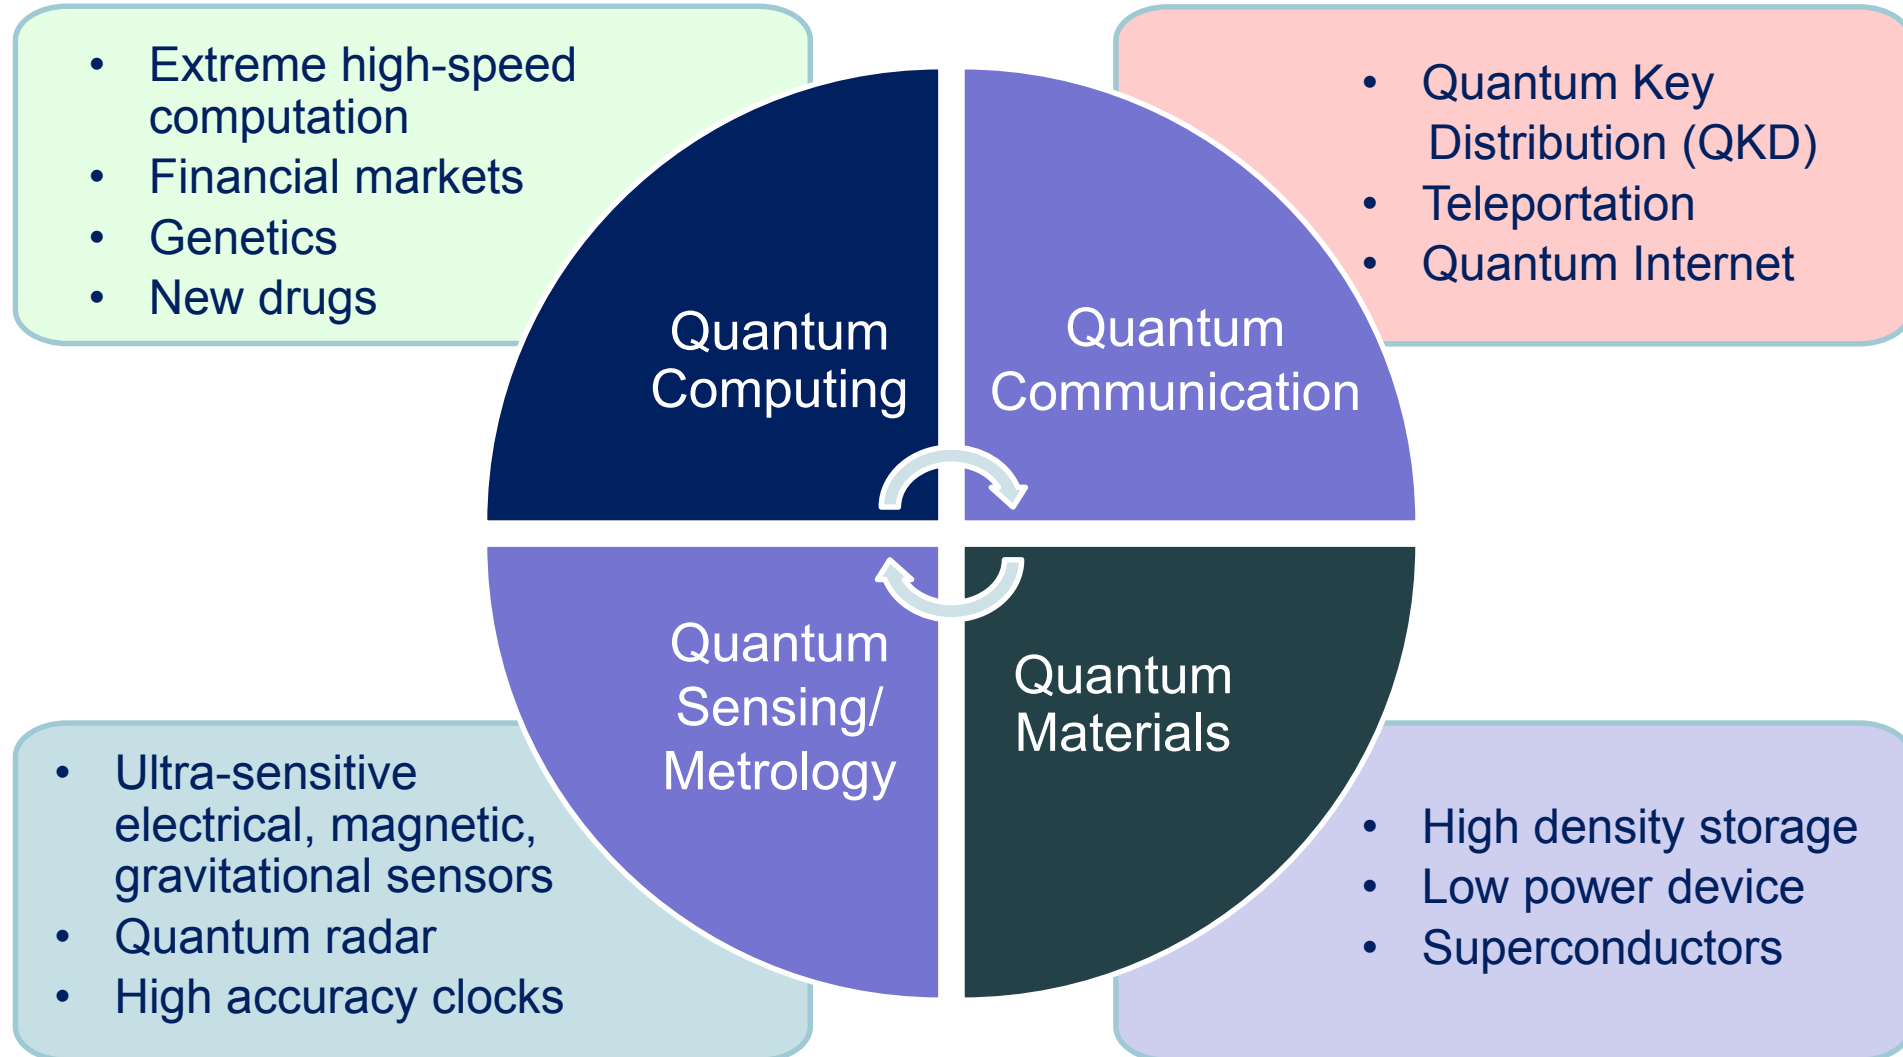 • Extreme high-speed
computation
• Financial markets
• Genetics
• New drugs
• Quantum Key
Distribution (QKD)
• Teleportation
• Quantum Internet
Quantum
Computing
Quantum
Communication
Quantum
Sensing/
Metrology
Quantum
Materials
• Ultra-sensitive
electrical, magnetic,
gravitational sensors
• Quantum radar
• High accuracy clocks
• High density storage
• Low power device
• Superconductors